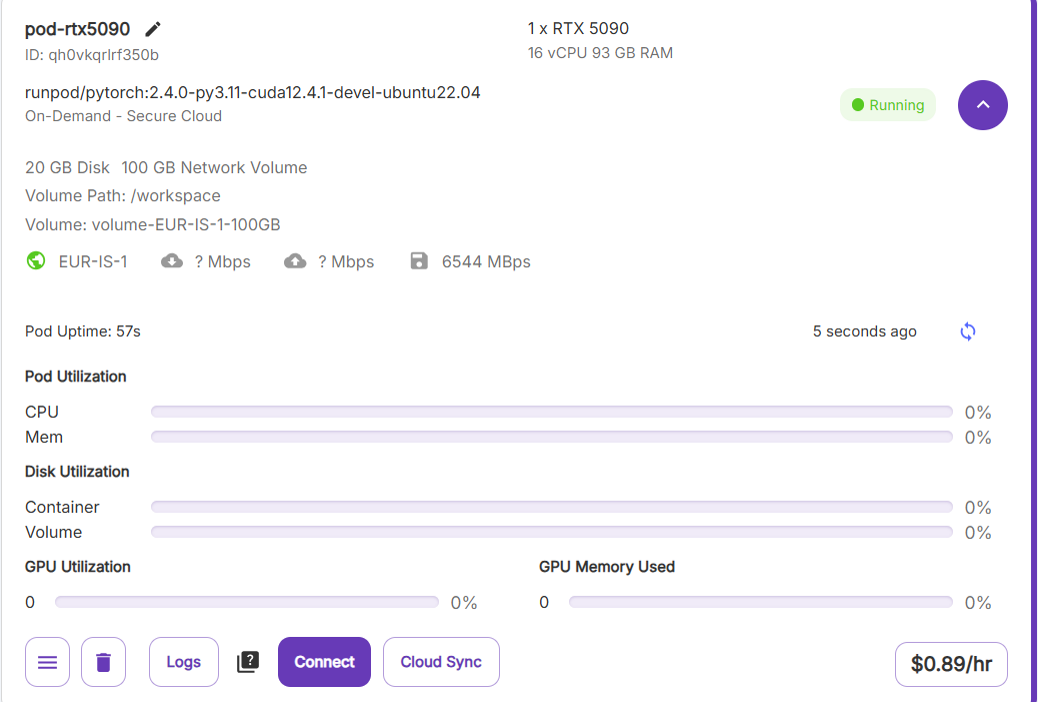 pod-rtx5090
ID: qh0vkqrlrf350b
1 x RTX 5090
16 vCPU 93 GB RAM
runpod/pytorch:2.4.0-py3.11-cuda12.4.1-devel-ubuntu22.04
On-Demand - Secure Cloud
Running
20 GB Disk 100 GB Network Volume
Volume Path: /workspace
Volume: volume-EUR-IS-1-100GB
EUR-IS-1 ? Mbps ? Mbps 6544 MBps
Pod Uptime: 57s
5 seconds ago
Pod Utilization
CPU 0%
Mem 0%
Disk Utilization
Container 0%
Volume 0%
GPU Utilization
0 0%
GPU Memory Used
0 0%
Logs ? Connect Cloud Sync $0.89/hr